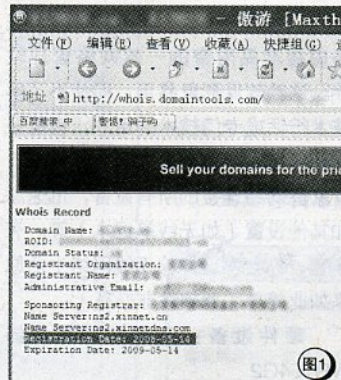 - 傲游 [Maxth
文件(F) 编辑(E) 查看(V) 收藏(A) 快捷组(G)
地址 http://whois.domaintools.com/
Sell your domains for the pri
Whois Record
Domain Name:
ROID:
Domain Status:
Registrant Organization:
Registrant Name:
Administrative Email:
Sponsoring Registrar:
Name Server:ns2.xinnet.cn
Name Server:ns2.xinnetdns.com
Registration Date: 2008-05-14
Expiration Date: 2009-05-14
图1